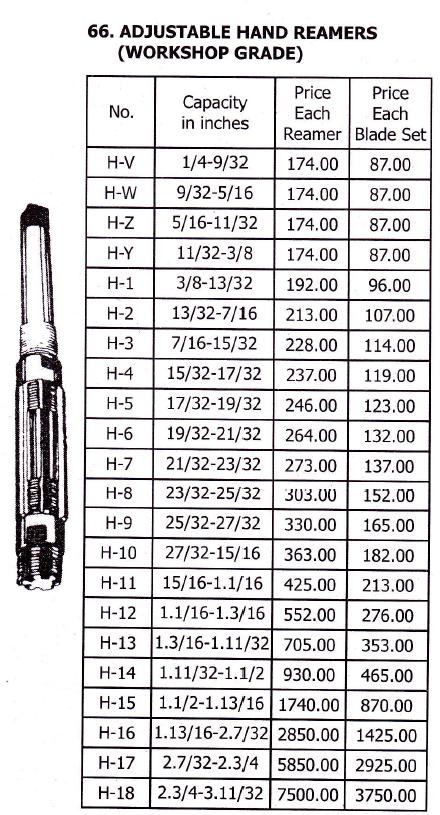 66. ADJUSTABLE HAND REAMERS
(WORKSHOP GRADE)
No. Capacity in inches Price Each Reamer Price Each Blade Set
H-V 1/4-9/32 174.00 87.00
H-W 9/32-5/16 174.00 87.00
H-Z 5/16-11/32 174.00 87.00
H-Y 11/32-3/8 174.00 87.00
H-1 3/8-13/32 192.00 96.00
H-2 13/32-7/16 213.00 107.00
H-3 7/16-15/32 228.00 114.00
H-4 15/32-17/32 237.00 119.00
H-5 17/32-19/32 246.00 123.00
H-6 19/32-21/32 264.00 132.00
H-7 21/32-23/32 273.00 137.00
H-8 23/32-25/32 303.00 152.00
H-9 25/32-27/32 330.00 165.00
H-10 27/32-15/16 363.00 182.00
H-11 15/16-1.1/16 425.00 213.00
H-12 1.1/16-1.3/16 552.00 276.00
H-13 1.3/16-1.11/32 705.00 353.00
H-14 1.11/32-1.1/2 930.00 465.00
H-15 1.1/2-1.13/16 1740.00 870.00
H-16 1.13/16-2.7/32 2850.00 1425.00
H-17 2.7/32-2.3/4 5850.00 2925.00
H-18 2.3/4-3.11/32 7500.00 3750.00